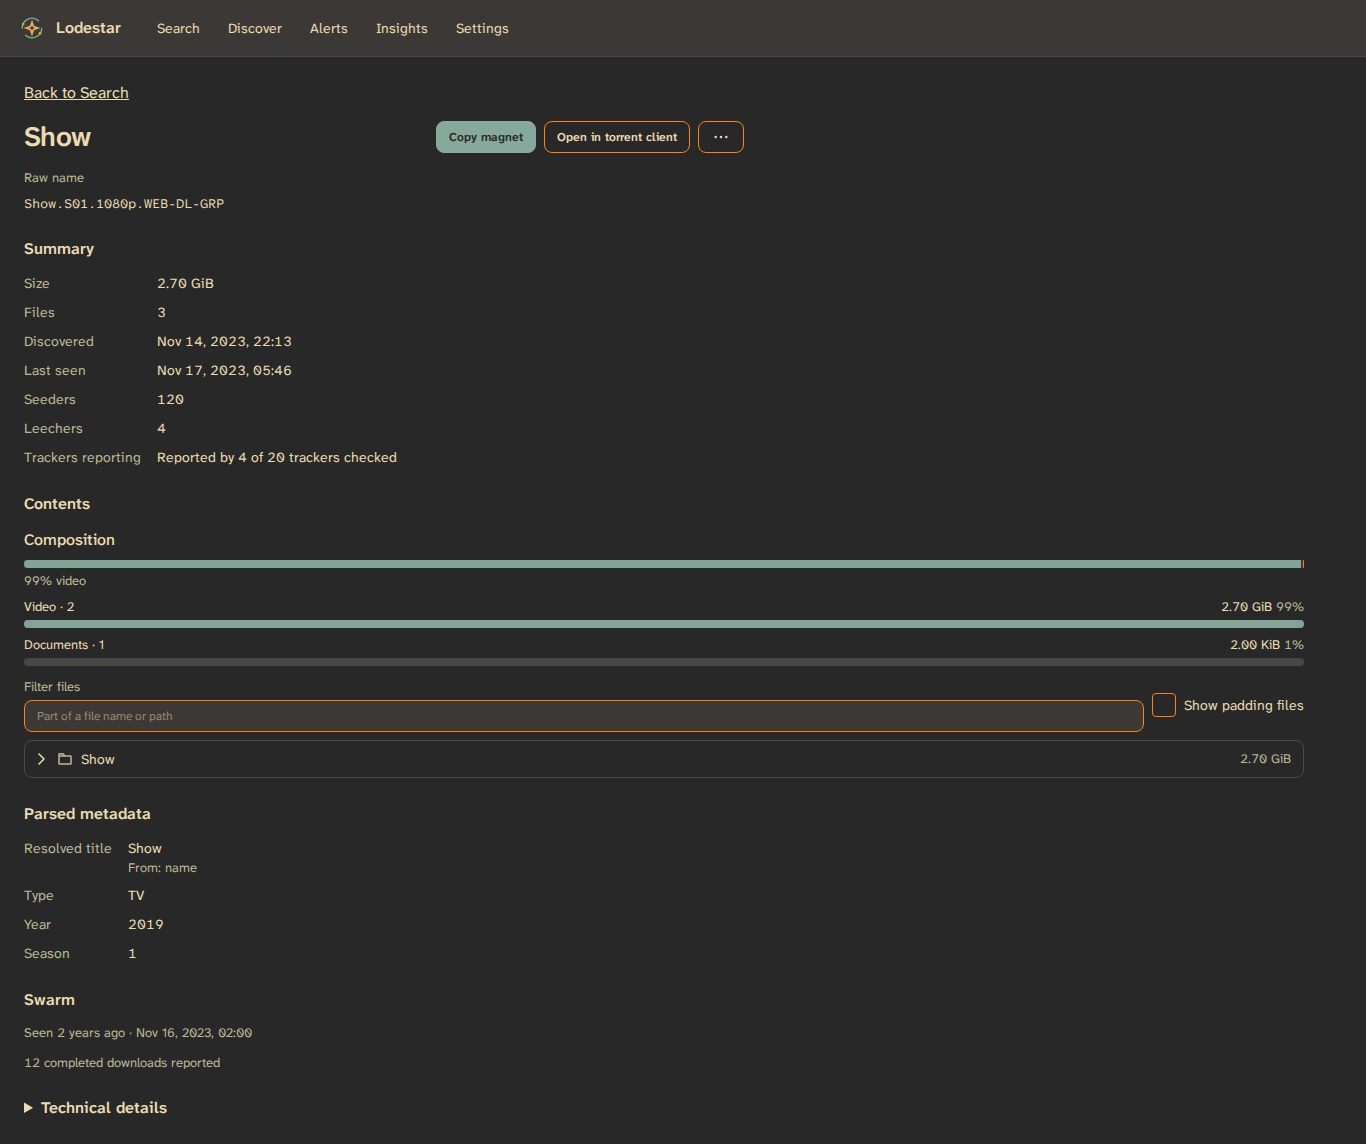 Lodestar Search Discover Alerts Insights Settings
Back to Search
Show
Copy magnet Open in torrent client ...
Raw name
Show.S01.1080p.WEB-DL-GRP
Summary
Size 2.70 GiB
Files 3
Discovered Nov 14, 2023, 22:13
Last seen Nov 17, 2023, 05:46
Seeders 120
Leechers 4
Trackers reporting Reported by 4 of 20 trackers checked
Contents
Composition
99% video
Video · 2 2.70 GiB 99%
Documents · 1 2.00 KiB 1%
Filter files
Part of a file name or path
Show padding files
Show 2.70 GiB
Parsed metadata
Resolved title Show
From: name
Type TV
Year 2019
Season 1
Swarm
Seen 2 years ago · Nov 16, 2023, 02:00
12 completed downloads reported
Technical details